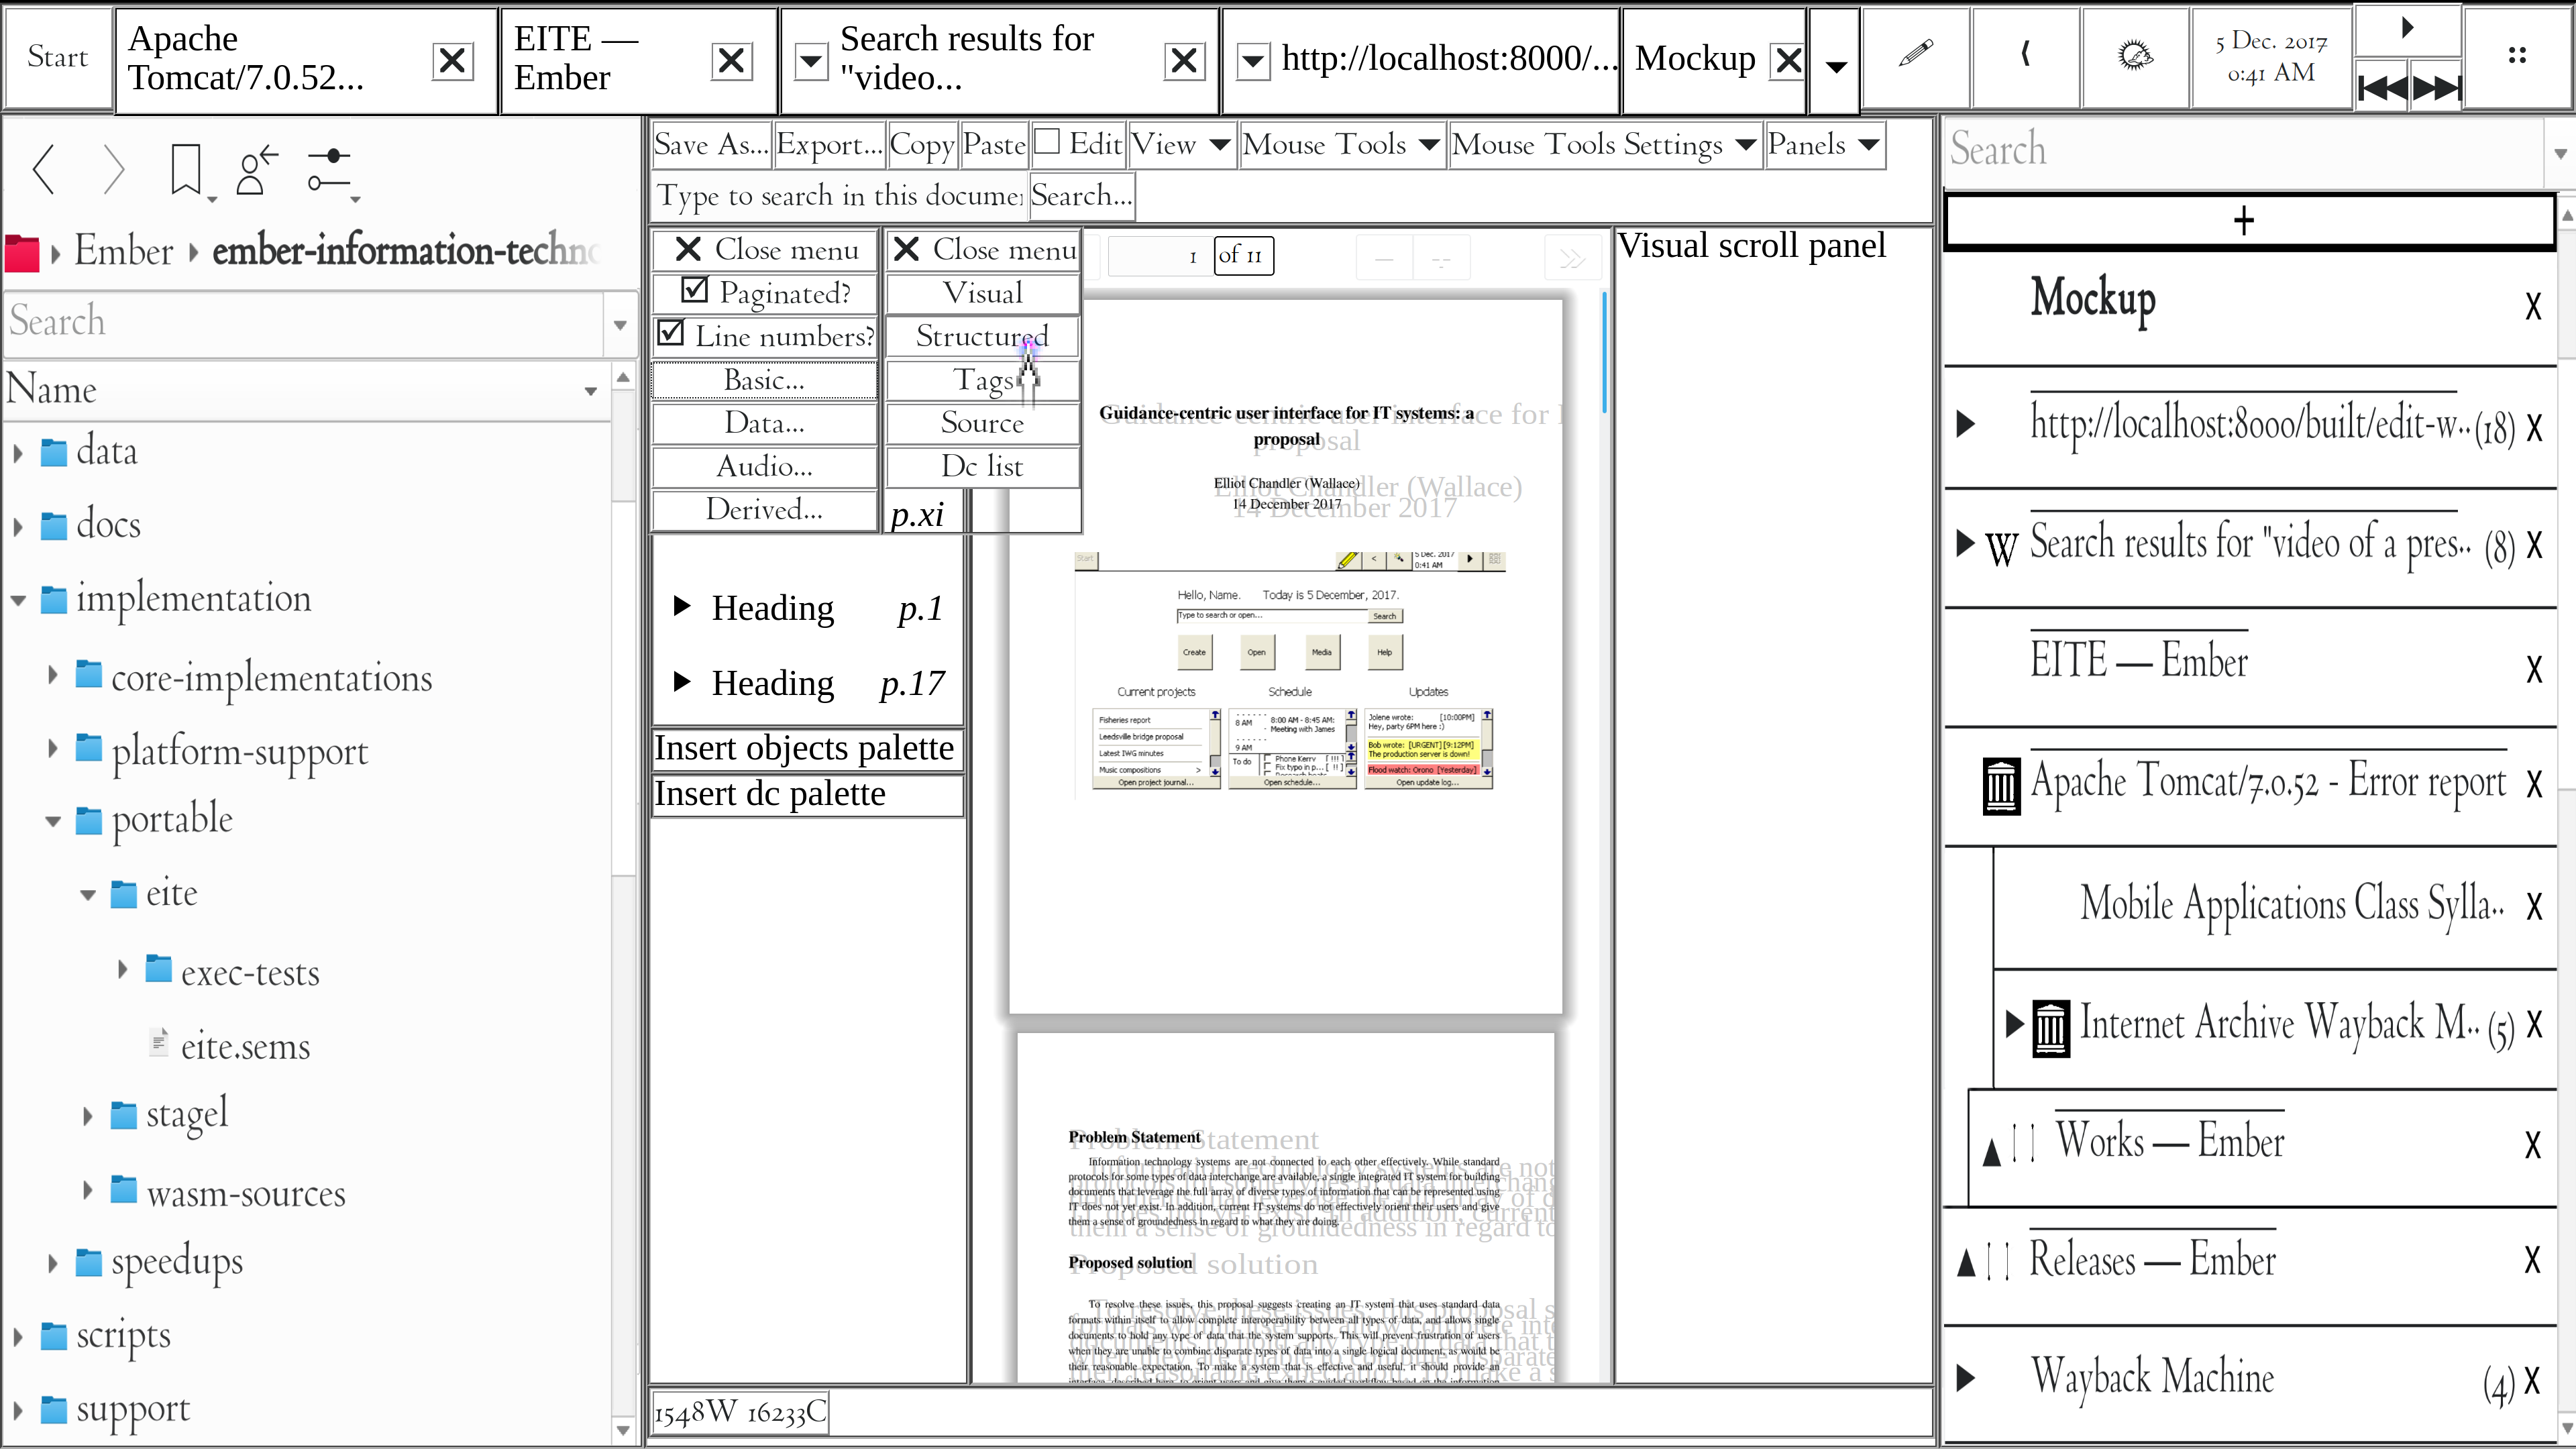 Start
Apache
Tomcat/7.0.52...
EITE —
Ember
Search results for
"video...
http://localhost:8000/...
Mockup
5 Dec. 2017
0:41 AM
Ember
ember-information-techno
Search
Name
data
docs
implementation
core-implementations
platform-support
portable
eite
exec-tests
eite.sems
stagel
wasm-sources
speedups
scripts
support
Save As... Export... Copy Paste Edit View Mouse Tools Mouse Tools Settings Panels
Type to search in this documen Search...
Close menu
Paginated?
Line numbers?
Basic...
Data...
Audio...
Derived...
Close menu
Visual
Structured
Tags
Source
Dc list
p.xi
Heading p.1
Heading p.17
Insert objects palette
Insert dc palette
1 of 11
Guidance-centric user interface for IT systems: a
proposal
Elliot Chandler (Wallace)
14 December 2017
Start
5 Dec. 2017
0:41 AM
Hello, Name. Today is 5 December, 2017.
Type to search or open... Search
Create Open Media Help
Current projects Schedule Updates
Fisheries report
Leedsville bridge proposal
Latest IWG minutes
Music compositions >
Open project journal...
8 AM
8:00 AM - 8:45 AM:
Meeting with James
9 AM
To do
Phone Kerry [ !!! ]
Fix typo in p...[ !! ]
Open schedule...
Jolene wrote: [10:00PM]
Hey, party 6PM here :)
Bob wrote: [URGENT] [9:12PM]
The production server is down!
Flood watch: Orono [Yesterday]
Open update log...
Problem Statement
Information technology systems are not connected to each other effectively. While standard
protocols for some types of data interchange are available, a single integrated IT system for building
documents that leverage the full array of diverse types of information that can be represented using
IT does not yet exist. In addition, current IT systems do not effectively orient their users and give
them a sense of groundedness in regard to what they are doing.
Proposed solution
To resolve these issues, this proposal suggests creating an IT system that uses standard data
formats within itself to allow complete interoperability between all types of data, and allows single
documents to hold any type of data that the system supports. This will prevent frustration of users
when they are unable to combine disparate types of data into a single logical document, as would be
their reasonable expectation. To make a system that is effective and useful, it should provide an
Visual scroll panel
1548W 16233C
Search
+
Mockup
http://localhost:8000/built/edit-w.. (18)
W Search results for "video of a pres.. (8)
EITE — Ember
Apache Tomcat/7.0.52 - Error report
Mobile Applications Class Sylla..
Internet Archive Wayback M.. (5)
Works — Ember
Releases — Ember
Wayback Machine (4)